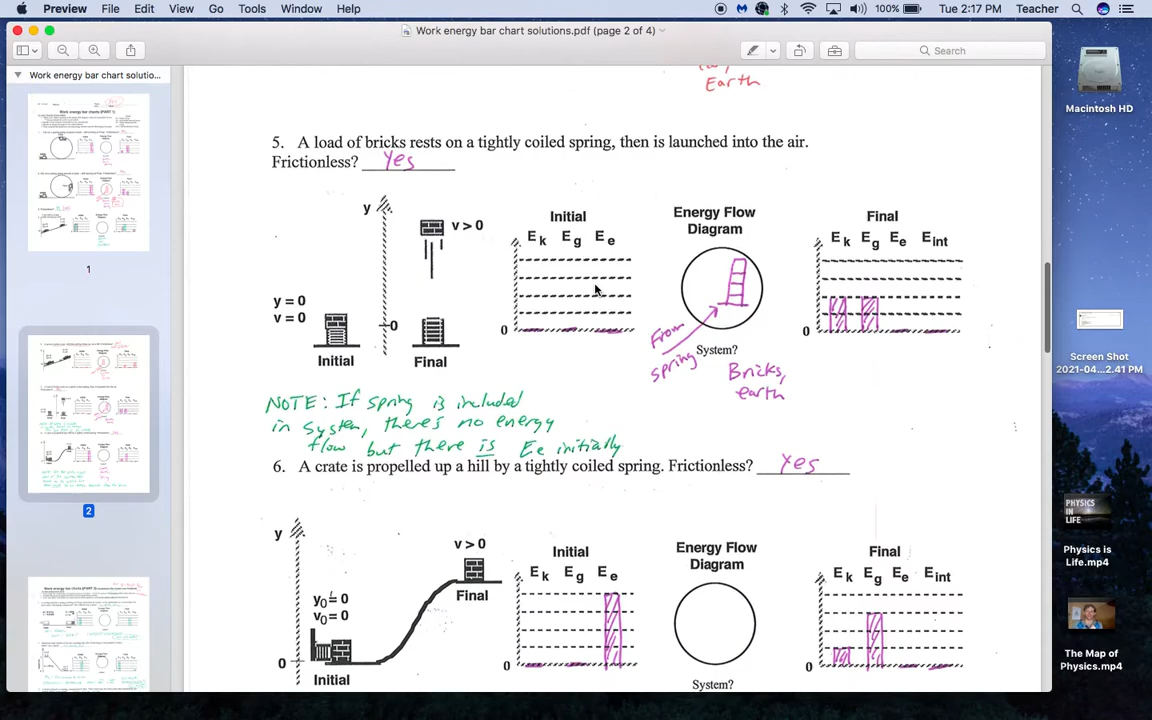 Preview File Edit View Go Tools Window Help 100% Tue 2:17 PM Teacher
Work energy bar chart solutions.pdf (page 2 of 4)
Search
Work energy bar chart solutio...
1
2
Macintosh HD
Screen Shot
2021-04....2.41 PM
PHYSICS
IN
LIFE
Physics is
Life.mp4
The Map of
Physics.mp4
Earth
5. A load of bricks rests on a tightly coiled spring, then is launched into the air.
Frictionless? Yes
y
v > 0
y = 0
v = 0
0
Initial
Final
Initial
Ek Eg Ee
0
Energy Flow
Diagram
From
spring
System?
Bricks,
earth
Final
Ek Eg Ee Eint
0
NOTE: If spring is included
in system, there's no energy
flow but there is Ee initially
6. A crate is propelled up a hill by a tightly coiled spring. Frictionless? Yes
y
v > 0
Final
y0 = 0
v0 = 0
0
Initial
Initial
Ek Eg Ee
0
Energy Flow
Diagram
System?
Final
Ek Eg Ee Eint
0